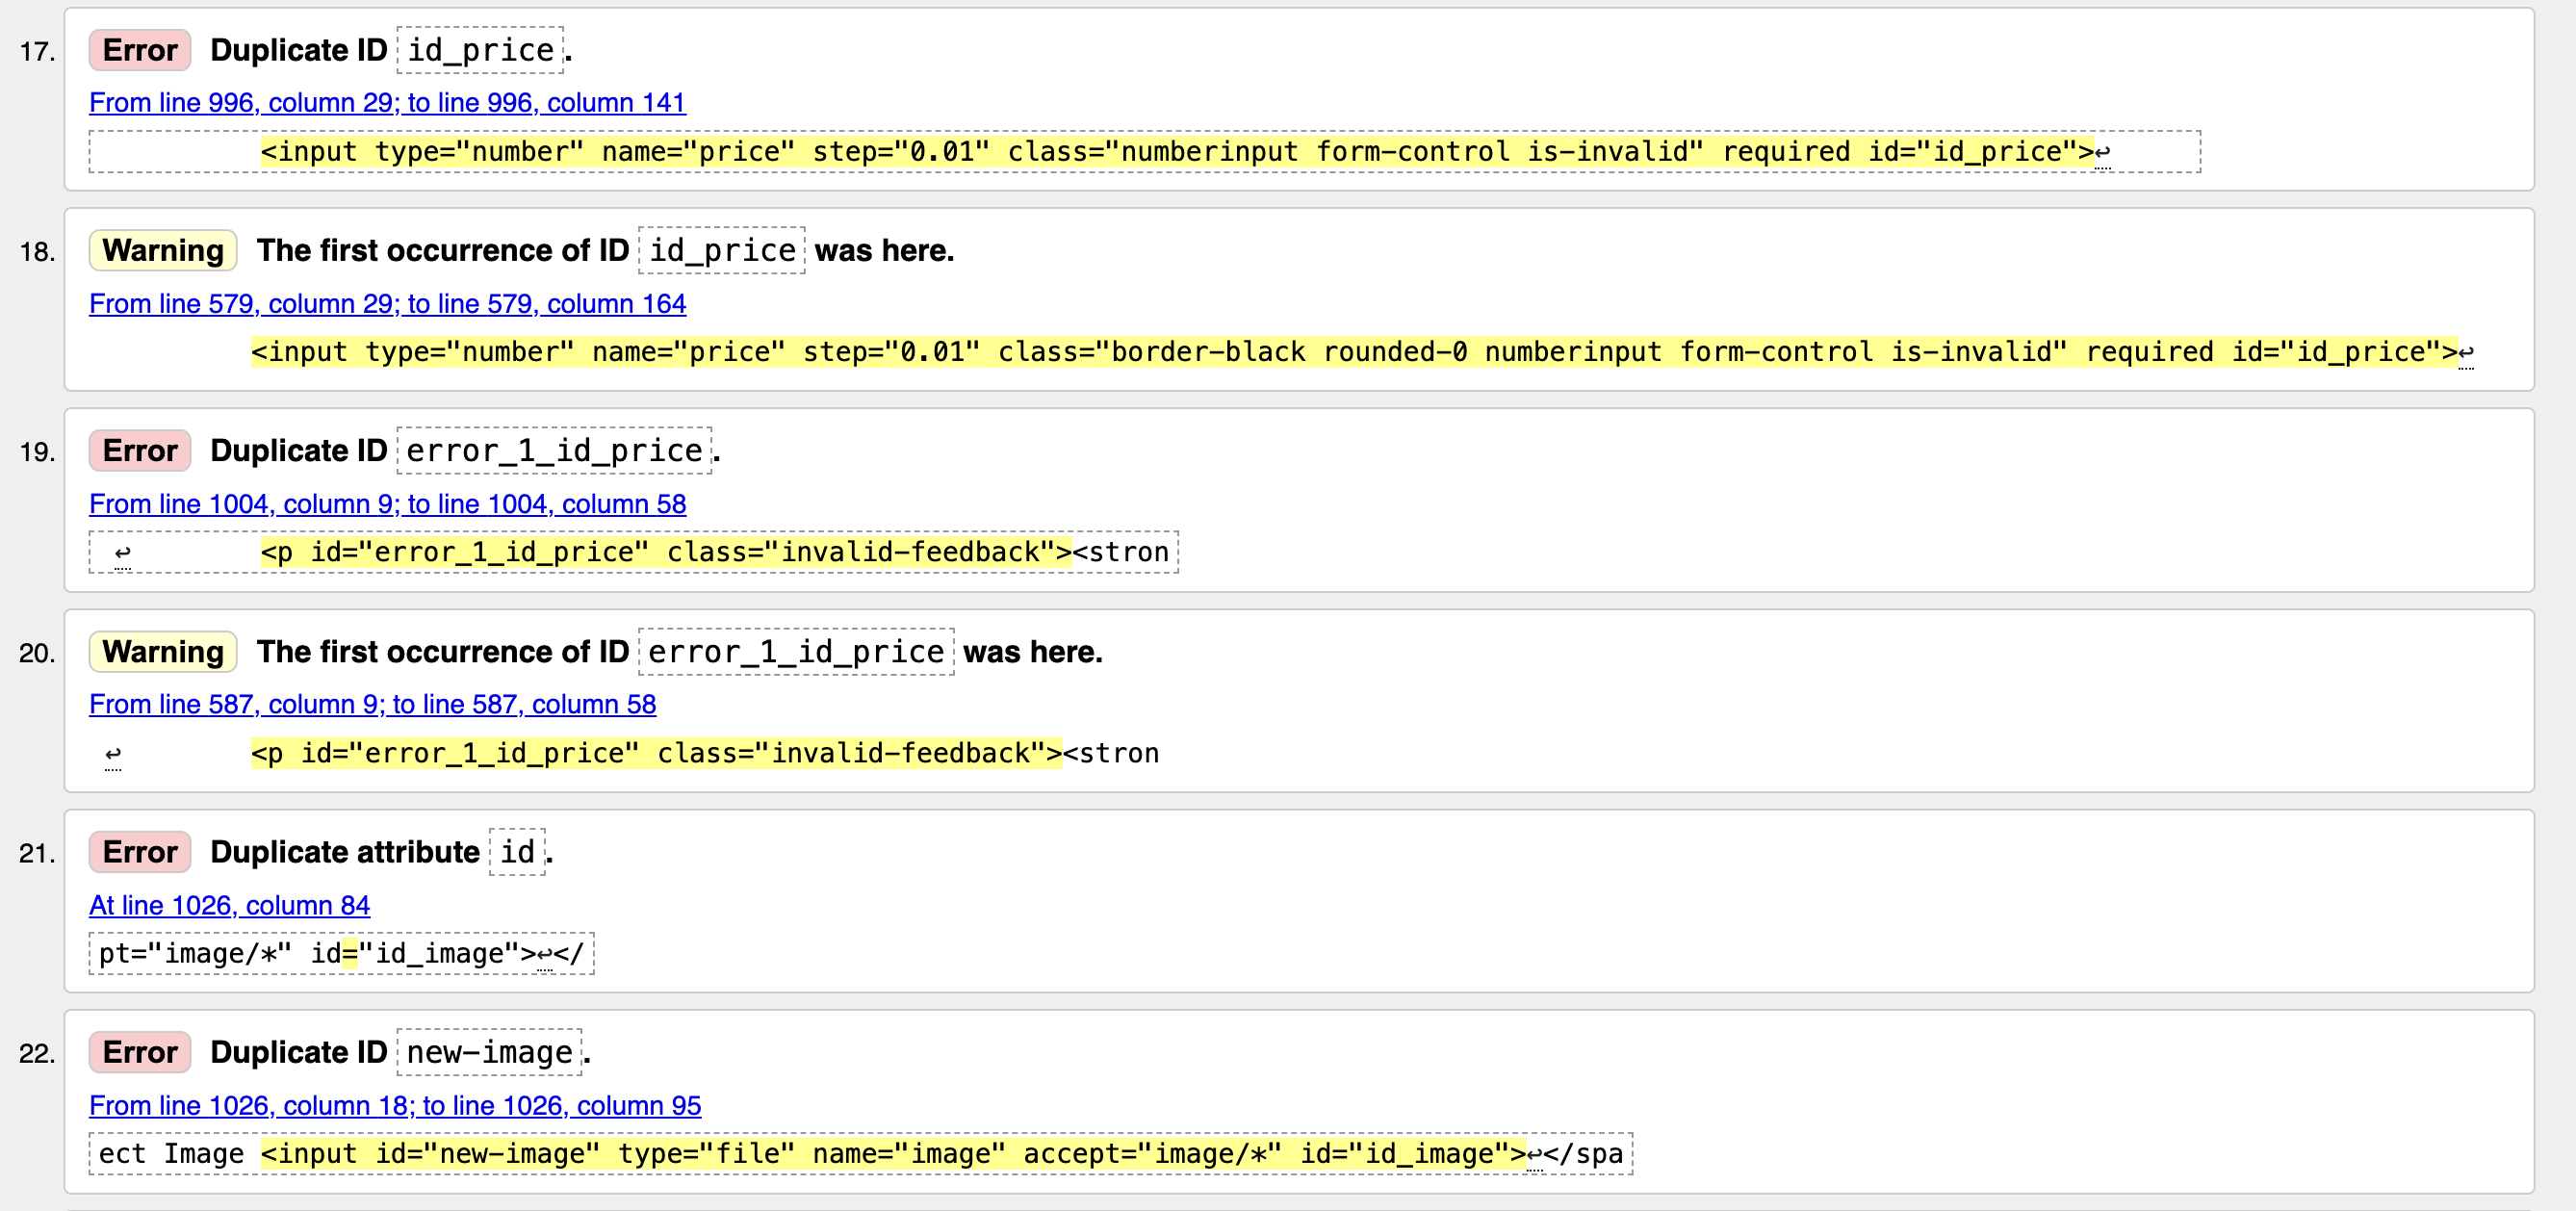 17. Error Duplicate ID id_price.
From line 996, column 29; to line 996, column 141
<input type="number" name="price" step="0.01" class="numberinput form-control is-invalid" required id="id_price">↩
18. Warning The first occurrence of ID id_price was here.
From line 579, column 29; to line 579, column 164
<input type="number" name="price" step="0.01" class="border-black rounded-0 numberinput form-control is-invalid" required id="id_price">↩
19. Error Duplicate ID error_1_id_price.
From line 1004, column 9; to line 1004, column 58
↩ <p id="error_1_id_price" class="invalid-feedback"><stron
20. Warning The first occurrence of ID error_1_id_price was here.
From line 587, column 9; to line 587, column 58
↩ <p id="error_1_id_price" class="invalid-feedback"><stron
21. Error Duplicate attribute id.
At line 1026, column 84
pt="image/*" id="id_image">↩</
22. Error Duplicate ID new-image.
From line 1026, column 18; to line 1026, column 95
ect Image <input id="new-image" type="file" name="image" accept="image/*" id="id_image">↩</spa